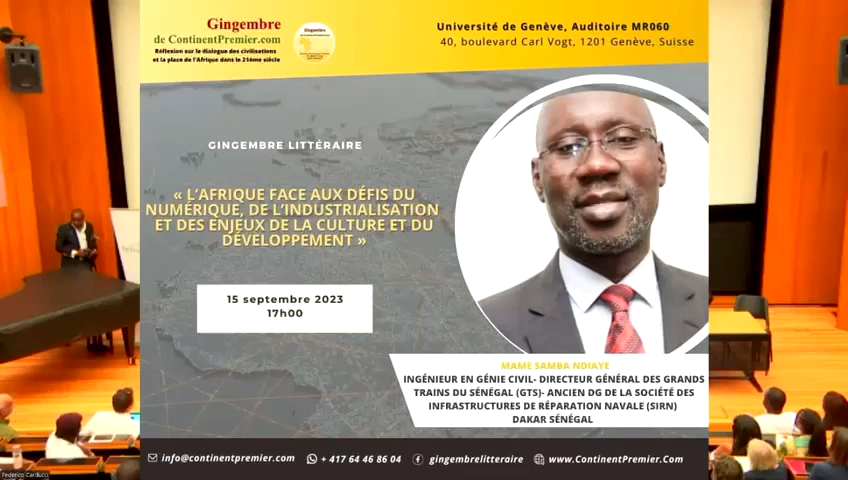 Gingembre
de ContinentPremier.com
Réflexion sur le dialogue des civilisations
et la place de l'Afrique dans le 21ème siècle
Gingembre
Université de Genève, Auditoire MR060
40, boulevard Carl Vogt, 1201 Genève, Suisse
GINGEMBRE LITTÉRAIRE
« L'AFRIQUE FACE AUX DÉFIS DU
NUMÉRIQUE, DE L'INDUSTRIALISATION
ET DES ENJEUX DE LA CULTURE ET DU
DÉVELOPPEMENT »
15 septembre 2023
17h00
MAME SAMBA NDIAYE
INGÉNIEUR EN GÉNIE CIVIL- DIRECTEUR GÉNÉRAL DES GRANDS
TRAINS DU SÉNÉGAL (GTS)- ANCIEN DG DE LA SOCIÉTÉ DES
INFRASTRUCTURES DE RÉPARATION NAVALE (SIRN)
DAKAR SÉNÉGAL
info@continentpremier.com
+ 417 64 46 86 04
gingembrelitteraire
www.ContinentPremier.Com
Federico Carducci